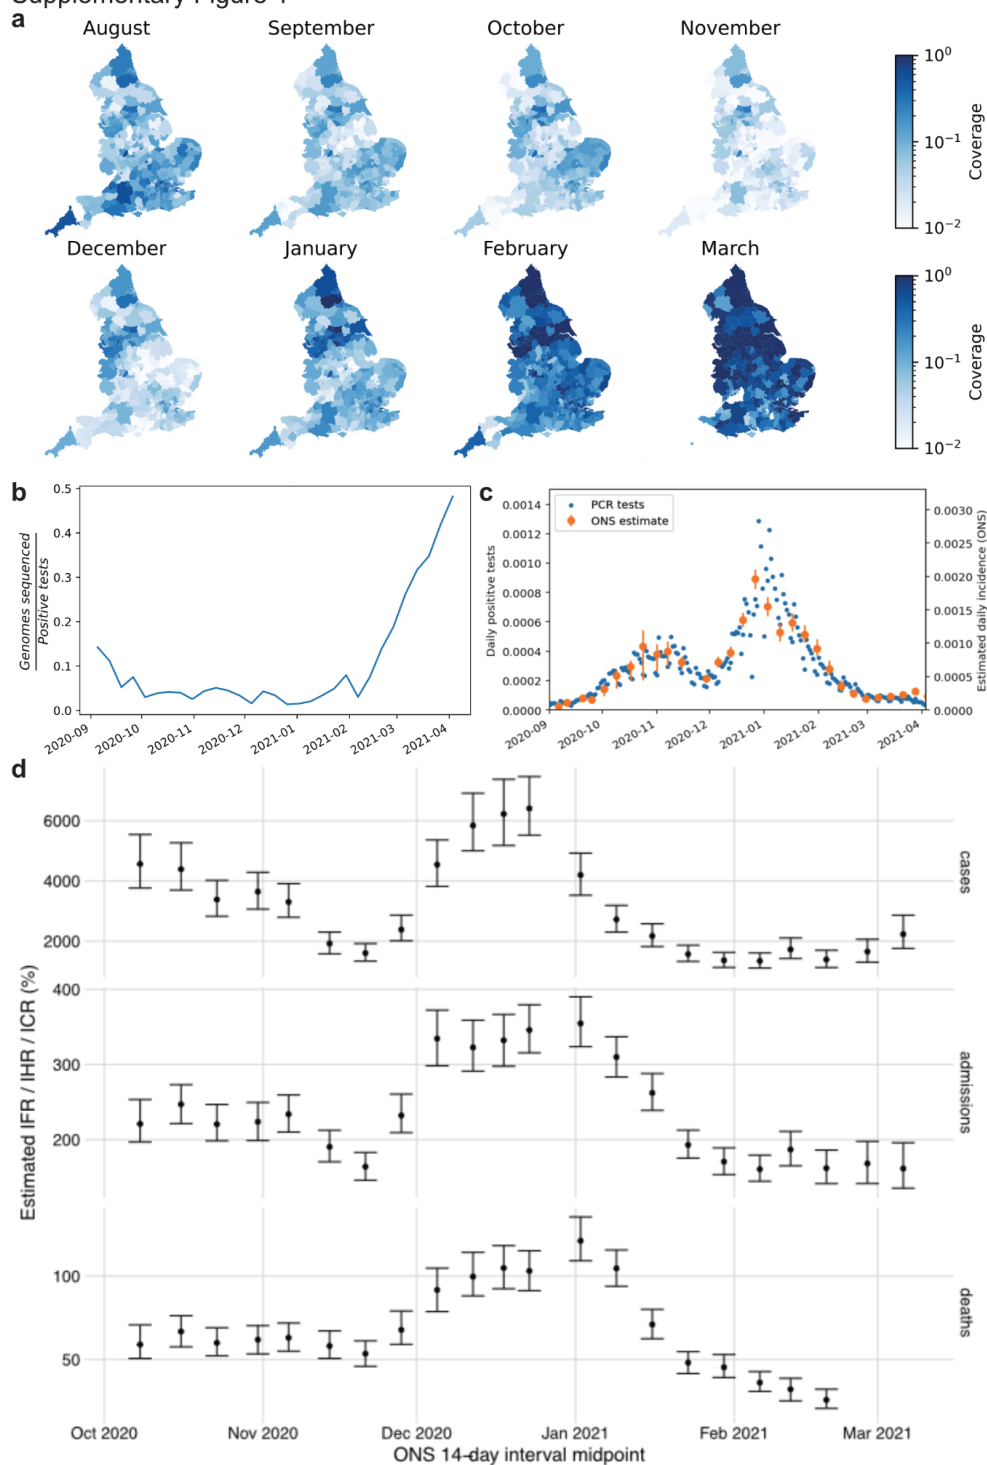 Supplementary Figure 1
a
August September October November
10⁰
10⁻¹
10⁻²
Coverage
December January February March
10⁰
10⁻¹
10⁻²
Coverage
b
0.5
0.4
0.3
0.2
0.1
0.0
Genomes sequenced
Positive tests
2020-09 2020-10 2020-11 2020-12 2021-01 2021-02 2021-03 2021-04
c
PCR tests
ONS estimate
0.0014
0.0012
0.0010
0.0008
0.0006
0.0004
0.0002
0.0000
Daily posititve tests
0.0030
0.0025
0.0020
0.0015
0.0010
0.0005
0.0000
Estimated daily incidence (ONS)
2020-09 2020-10 2020-11 2020-12 2021-01 2021-02 2021-03 2021-04
d
Estimated IFR / IHR / ICR (%)
6000
4000
2000
cases
400
300
200
admissions
100
50
deaths
Oct 2020 Nov 2020 Dec 2020 Jan 2021 Feb 2021 Mar 2021
ONS 14-day interval midpoint